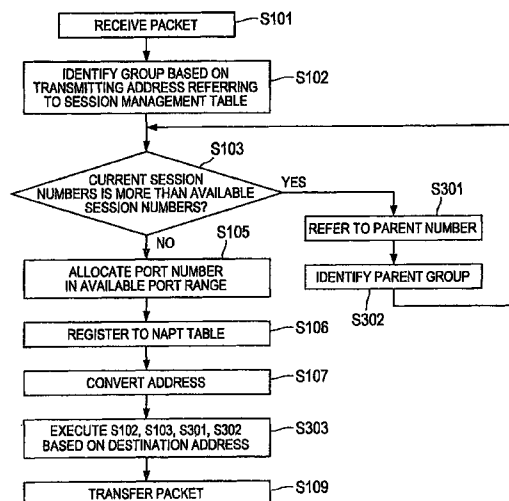 RECEIVE PACKET
S101
IDENTIFY GROUP BASED ON
TRANSMITTING ADDRESS REFERRING
TO SESSION MANAGEMENT TABLE
S102
S103
CURRENT SESSION
NUMBERS IS MORE THAN AVAILABLE
SESSION NUMBERS?
YES
NO
S301
REFER TO PARENT NUMBER
IDENTIFY PARENT GROUP
S302
S105
ALLOCATE PORT NUMBER
IN AVAILABLE PORT RANGE
REGISTER TO NAPT TABLE
S106
CONVERT ADDRESS
S107
EXECUTE S102, S103, S301, S302
BASED ON DESTINATION ADDRESS
S303
TRANSFER PACKET
S109